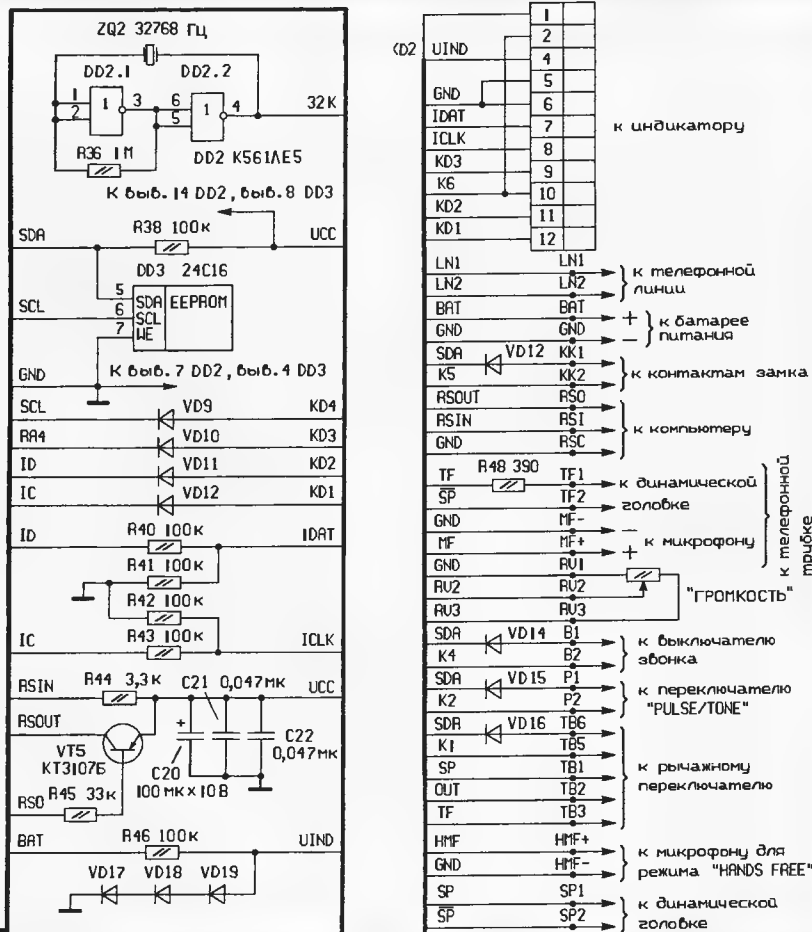 ZQ2 32768 Гц
DD2.1 DD2.2
1 1 3 6 1 4 32K
2 5
R36 1М DD2 К561ЛЕ5
К выв.14 DD2, выв.8 DD3
SDA R38 100к UCC
DD3 24C16
5 SDA EEPROM
SCL 6 SCL
7 WE
К выв.7 DD2, выв.4 DD3
GND
SCL VD9 KD4
RA4 VD10 KD3
ID VD11 KD2
IC VD12 KD1
ID R40 100к IDAT
R41 100к
R42 100к
IC R43 100к ICLK
RSIN R44 3,3к C21 0,047мк UCC
RSOUT
VT5 КТ3107Б
C22 0,047мк
C20 100мк×10В
+
RSO R45 33к
BAT R46 100к UIND
VD17 VD18 VD19
1
2
UIND 4
5
GND 6
IDAT 7
ICLK 8
KD3 9
K6 10
KD2 11
KD1 12
к индикатору
LN1 LN1
LN2 LN2
к телефонной линии
BAT BAT +
GND GND –
к батарее питания
SDA VD12 KK1
K5 KK2
к контактам замка
RSOUT RSO
RSIN RSI
GND RSC
к компьютеру
TF R48 390 TF1
SP TF2
к динамической головке
GND MF- –
MF MF+ +
к микрофону
GND RV1
RV2 RV2
RV3 RV3
"ГРОМКОСТЬ"
к телефонной трубке
SDA VD14 B1
K4 B2
к выключателю звонка
SDA VD15 P1
K2 P2
к переключателю "PULSE/TONE"
SDA VD16 TB6
K1 TB5
SP TB1
OUT TB2
TF TB3
к рычажному переключателю
HMF HMF+
GND HMF-
к микрофону для режима "HANDS FREE"
SP SP1
SP SP2
к динамической головке